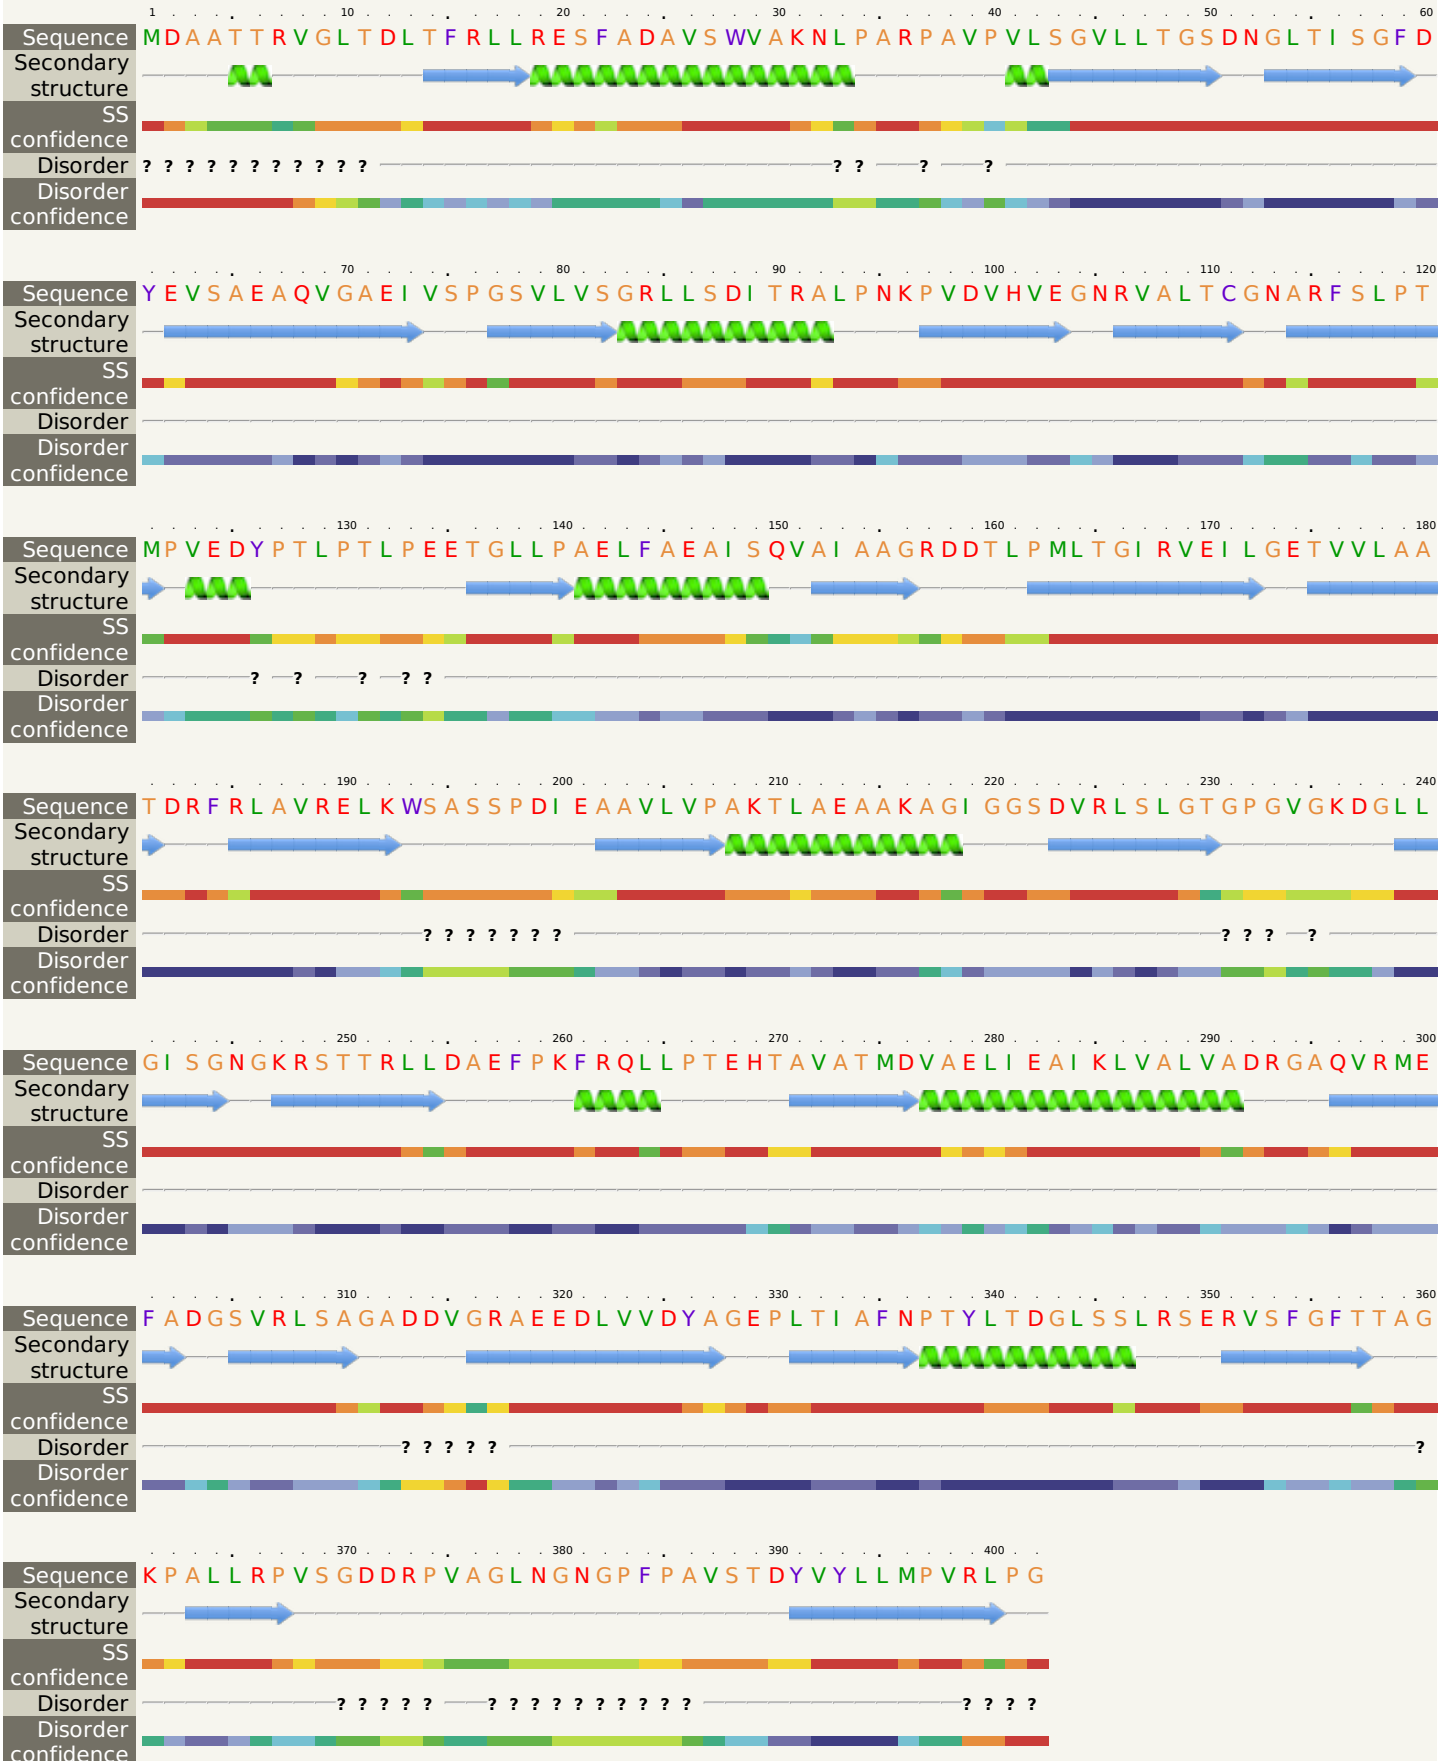 1 10 20 30 40 50 60
Sequence MDAATTRVGLTDLTFRLLRESFADAVSWVAKNLPARPAVPVLSGVLLTGSDNGLTISGFD
Secondary
structure
SS
confidence
Disorder ? ? ? ? ? ? ? ? ? ? ? ? ? ? ?
Disorder
confidence
70 80 90 100 110 120
Sequence YEVSAEAQVGAEIVSPGSVLVSGRLLSDITRALPNKPVDVHVEGNRVALTCGNARFSLPT
Secondary
structure
SS
confidence
Disorder
Disorder
confidence
130 140 150 160 170 180
Sequence MPVEDYPTLPTLPEETGLLPAELFAEAISQVAIAAGRDDTLPMLTGIRVEILGETVVLAA
Secondary
structure
SS
confidence
Disorder ? ? ? ? ?
Disorder
confidence
190 200 210 220 230 240
Sequence TDRFRLAVRELKWSASSPDIEAAVLVPAKTLAEAAKAGIGGSDVRLSLGTGPGVGKDGLL
Secondary
structure
SS
confidence
Disorder ? ? ? ? ? ? ? ? ? ? ?
Disorder
confidence
250 260 270 280 290 300
Sequence GISGNGKRSTTRLLDAEFPKFRQLLPTEHTAVATMDVAELIEAIKLVALVADRGAQVRME
Secondary
structure
SS
confidence
Disorder
Disorder
confidence
310 320 330 340 350 360
Sequence FADGSVRLSAGADDVGRAEEDLVVDYAGEPLTIAFNPTYLTDGLSSLRSERVSFGFTTAG
Secondary
structure
SS
confidence
Disorder ? ? ? ? ? ?
Disorder
confidence
370 380 390 400
Sequence KPALLRPVSGDDRPVAGLNGNGPFPAVSTDYVYLLMPVRLPG
Secondary
structure
SS
confidence
Disorder ? ? ? ? ? ? ? ? ? ? ? ? ? ? ? ? ? ? ?
Disorder
confidence